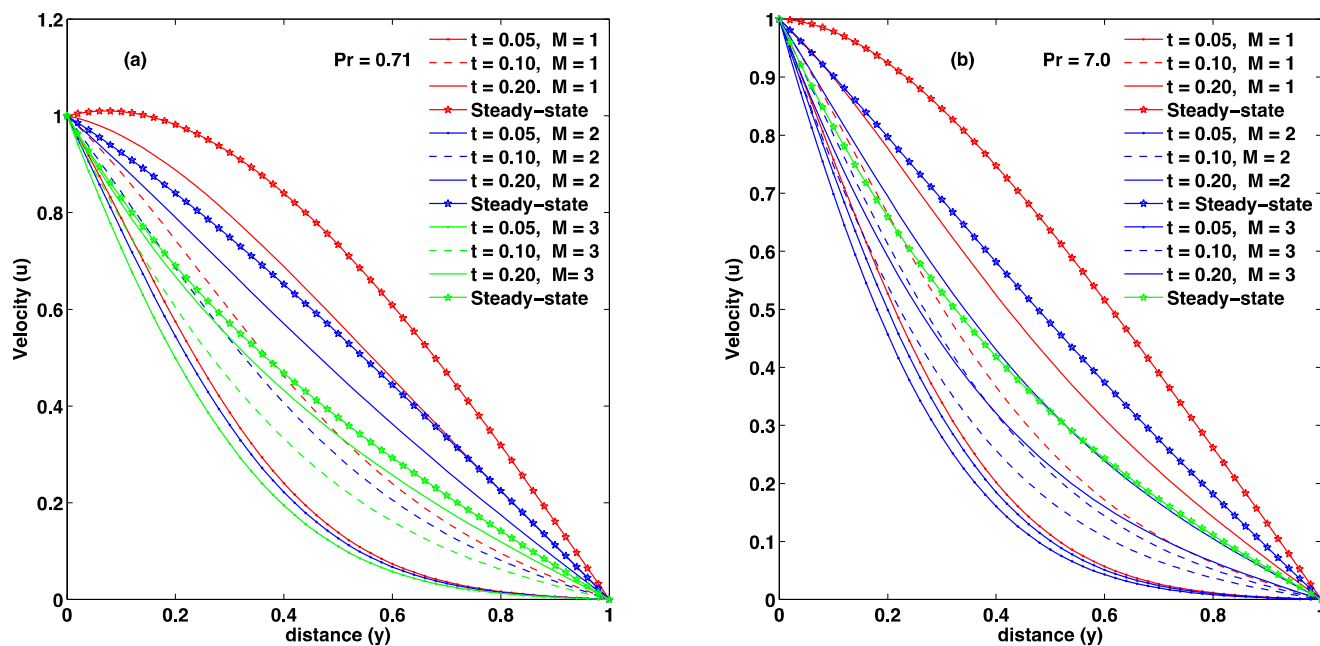 1.2
1
0.8
0.6
0.4
0.2
0
Velocity (u)
(a)
Pr = 0.71
t = 0.05, M = 1
t = 0.10, M = 1
t = 0.20. M = 1
Steady-state
t = 0.05, M = 2
t = 0.10, M = 2
t = 0.20, M = 2
Steady-state
t = 0.05, M = 3
t = 0.10, M = 3
t = 0.20, M= 3
Steady-state
0 0.2 0.4 0.6 0.8 1
distance (y)
1
0.9
0.8
0.7
0.6
0.5
0.4
0.3
0.2
0.1
0
Velocity (u)
(b)
Pr = 7.0
t = 0.05, M = 1
t = 0.10, M = 1
t = 0.20, M = 1
Steady-state
t = 0.05, M = 2
t = 0.10, M = 2
t = 0.20, M =2
t= Steady-state
t = 0.05, M = 3
t = 0.10, M = 3
t = 0.20, M = 3
Steady-state
0 0.2 0.4 0.6 0.8 1
distance (y)